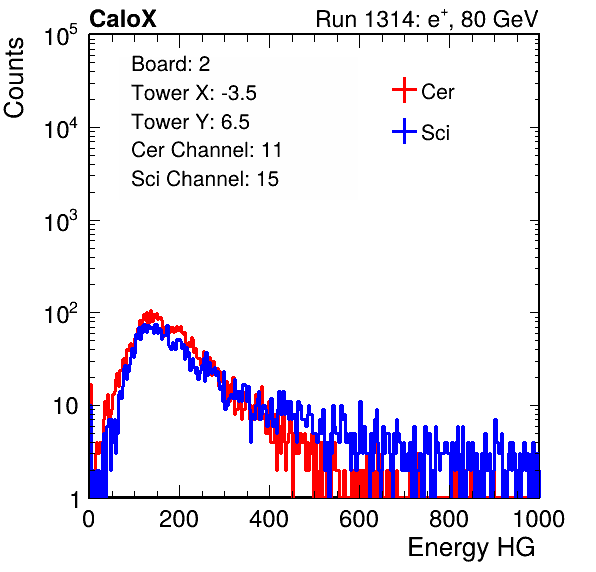 CaloX Run 1314: e⁺, 80 GeV
Counts
10⁵
10⁴
10³
10²
10
1
Board: 2
Tower X: -3.5
Tower Y: 6.5
Cer Channel: 11
Sci Channel: 15
Cer
Sci
0 200 400 600 800 1000
Energy HG